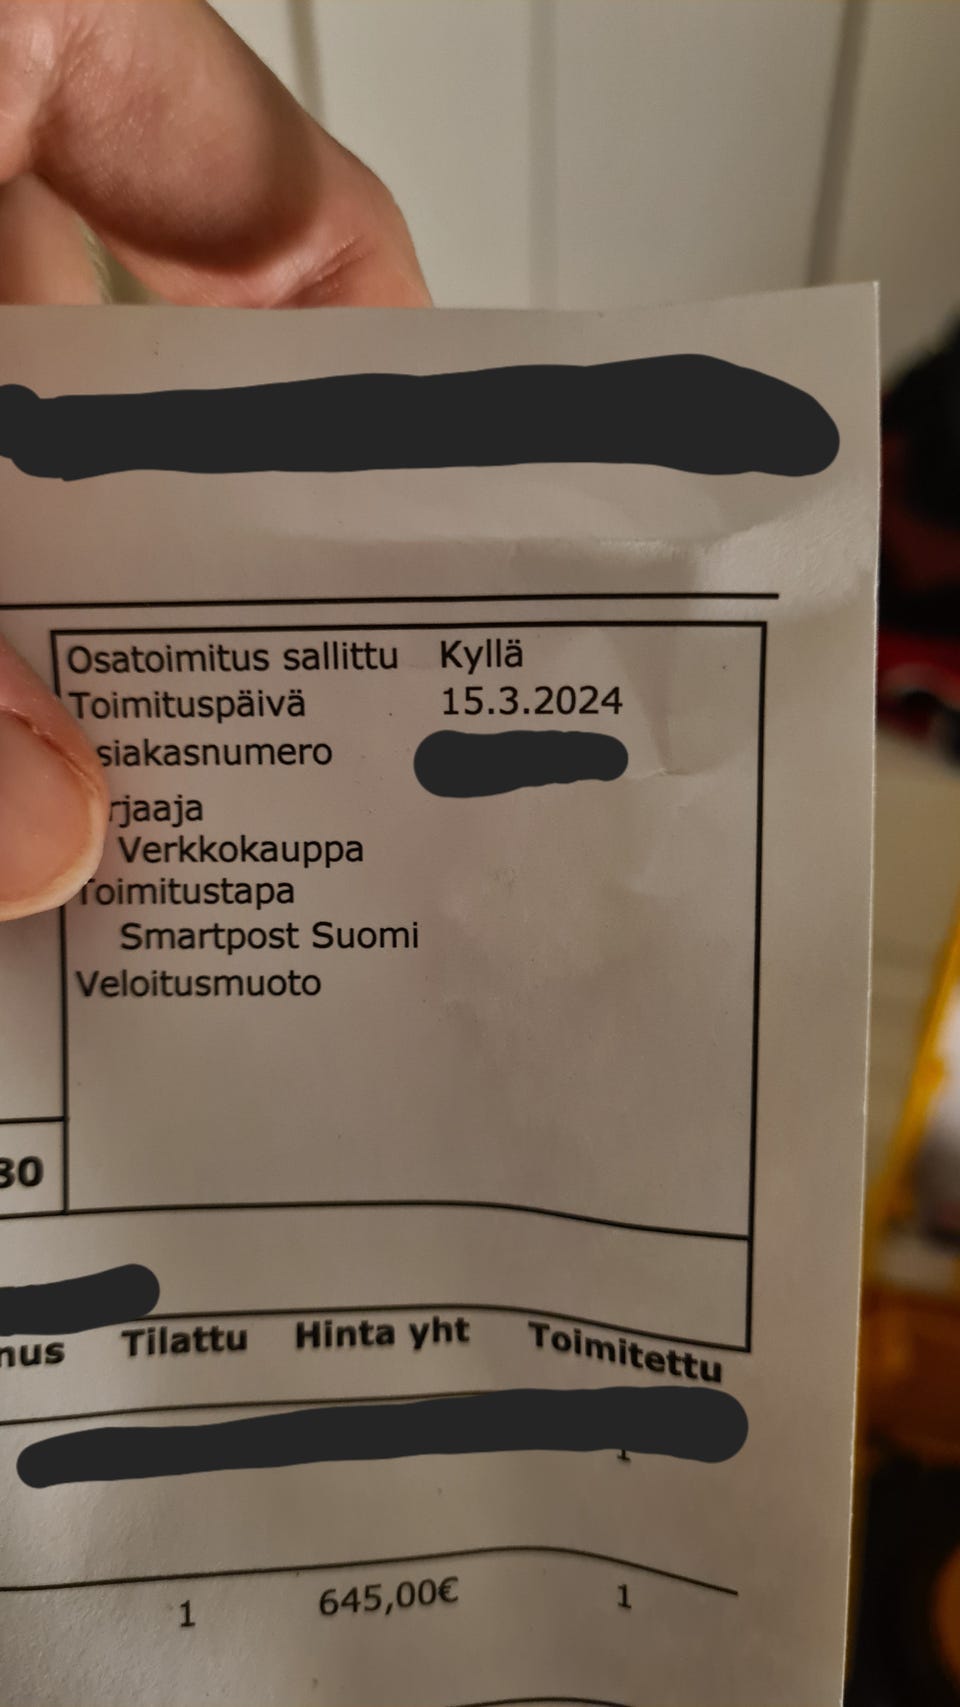 Osatoimitus sallittu Kyllä
Toimituspäivä 15.3.2024
siakasnumero
rjaaja
Verkkokauppa
Toimitustapa
Smartpost Suomi
Veloitusmuoto
30
nus Tilattu Hinta yht Toimitettu
1
1 645,00€ 1